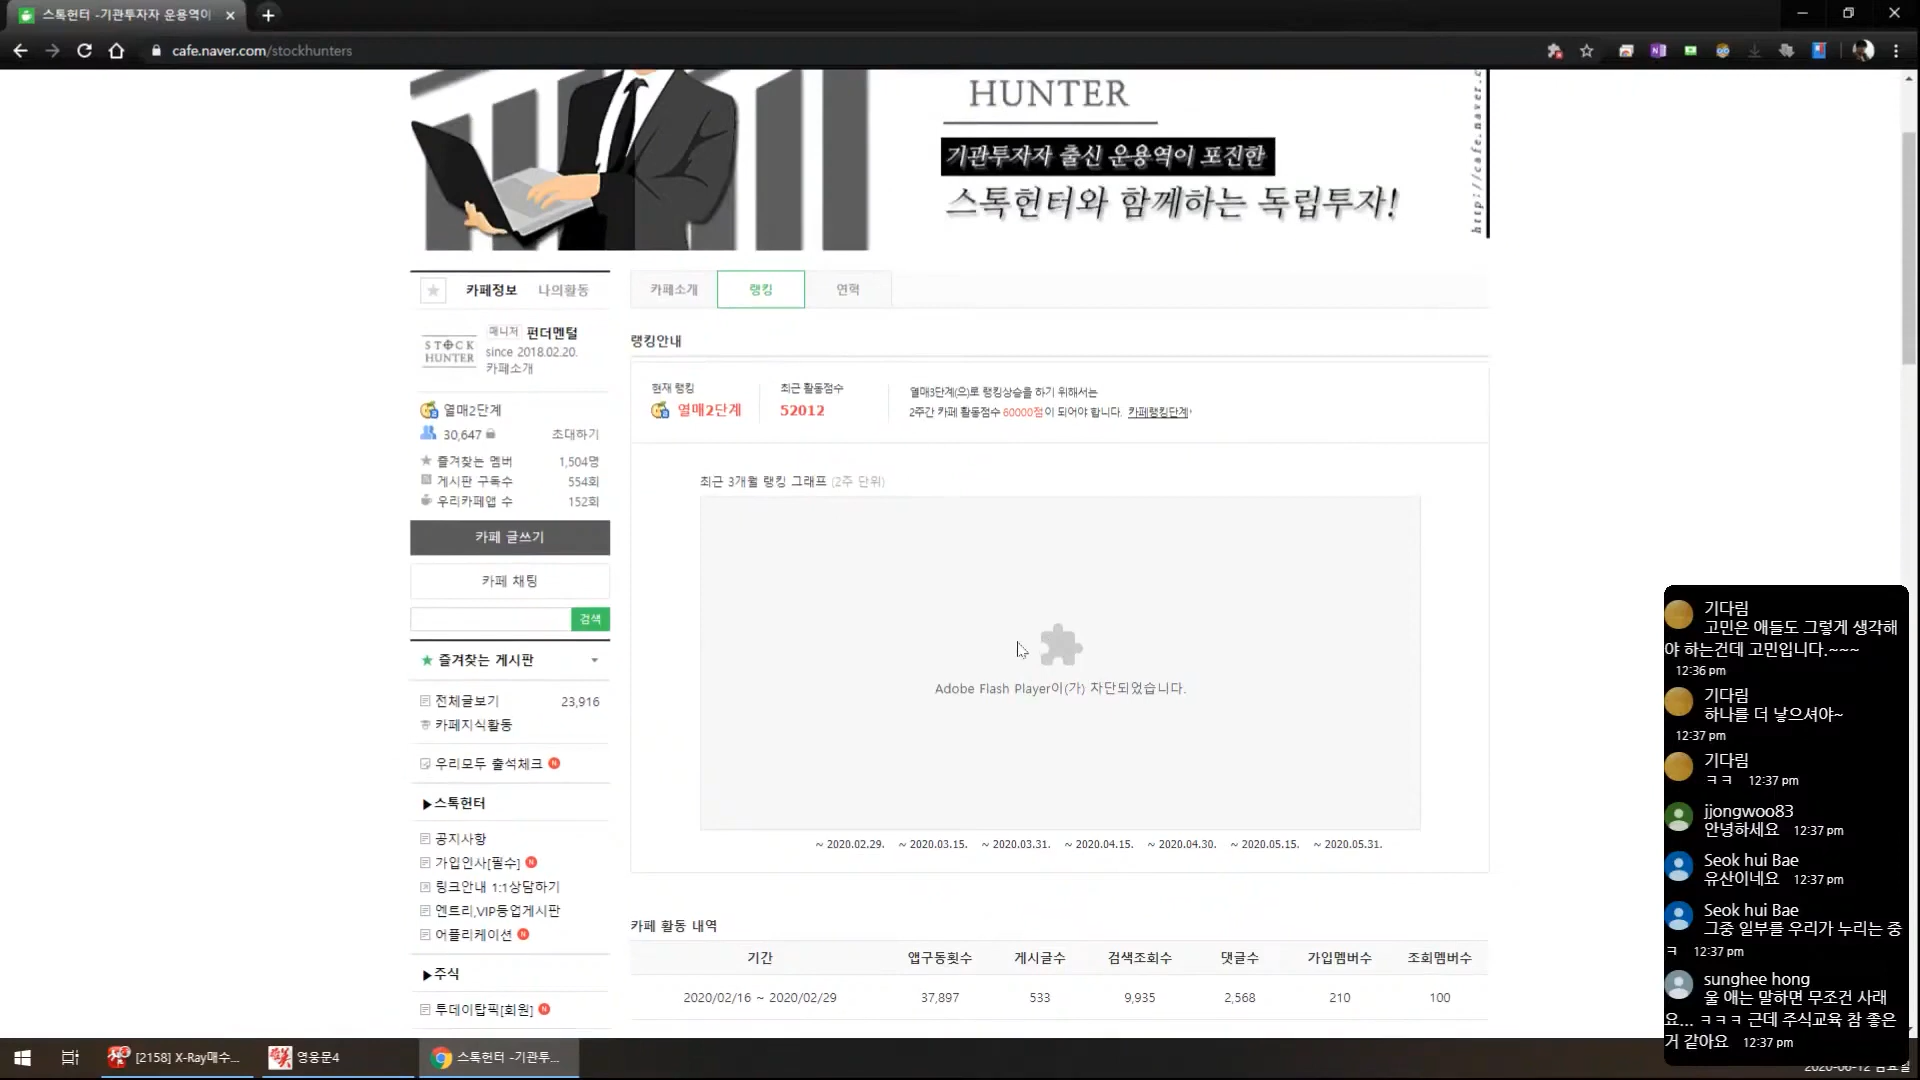 스톡헌터 -기관투자자 운용역이
cafe.naver.com/stockhunters
HUNTER
기관투자자 출신 운용역이 포진한
스톡헌터와 함께하는 독립투자!
http://cafe.naver.c
카페정보 나의활동
매니저 펀더멘털
STOCK HUNTER
since 2018.02.20.
카페소개
열매2단계
30,647 초대하기
즐겨찾는 멤버 1,504명
게시판 구독수 554회
우리카페앱 수 152회
카페 글쓰기
카페 채팅
검색
즐겨찾는 게시판
전체글보기 23,916
카페지식활동
우리모두 출석체크 N
▶스톡헌터
공지사항
가입인사[필수] N
링크안내 1:1상담하기
엔트리,VIP등업게시판
어플리케이션 N
▶주식
투데이탑픽[회원] N
카페소개 랭킹 연혁
랭킹안내
현재 랭킹 최근 활동점수
열매2단계 52012
열매3단계(으)로 랭킹상승을 하기 위해서는
2주간 카페 활동점수 60000점이 되어야 합니다. 카페랭킹단계
최근 3개월 랭킹 그래프 (2주 단위)
Adobe Flash Player이(가) 차단되었습니다.
~ 2020.02.29. ~ 2020.03.15. ~ 2020.03.31. ~ 2020.04.15. ~ 2020.04.30. ~ 2020.05.15. ~ 2020.05.31.
카페 활동 내역
기간 앱구동횟수 게시글수 검색조회수 댓글수 가입멤버수 조회멤버수
2020/02/16 ~ 2020/02/29 37,897 533 9,935 2,568 210 100
기다림
고민은 애들도 그렇게 생각해
야 하는건데 고민입니다.~~~
12:36 pm
기다림
하나를 더 낳으셔야~
12:37 pm
기다림
ㅋㅋ 12:37 pm
jjongwoo83
안녕하세요 12:37 pm
Seok hui Bae
유산이네요 12:37 pm
Seok hui Bae
그중 일부를 우리가 누리는 중
ㅋ 12:37 pm
sunghee hong
울 애는 말하면 무조건 사래
요... ㅋㅋㅋ 근데 주식교육 참 좋은
거 같아요 12:37 pm
[2158] X-Ray매수... 영웅문4 스톡헌터 -기관투...
2020-06-12 금요일